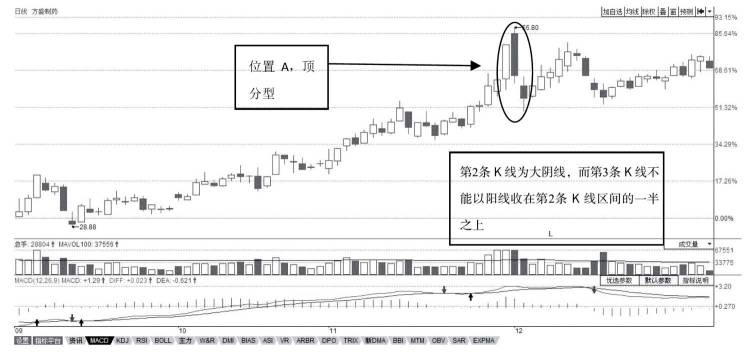 日线 方盛制药
加自选 均线 除权 叠 窗 预测
93.15%
56.80
85.64%
位置 A，顶
分型
68.61%
51.32%
34.29%
第2条 K 线为大阴线，而第3条 K 线不
能以阳线收在第2条 K 线区间的一半
之上
L
17.26%
0.00%
28.88
总手: 28804↑ MAVOL100: 37556↑
成交量
67551
33775
MACD(12,26,9) MACD: +1.29↑ DIFF: +0.023↑ DEA: -0.621↑
优选参数 默认参数 指标说明
+3.20
+0.270
09 10 11 12
设置 指标平台 资讯 MACD KDJ RSI BOLL 主力 W&R DMI BIAS ASI VR ARBR DPO TRIX 新DMA BBI MTM OBV SAR EXPMA